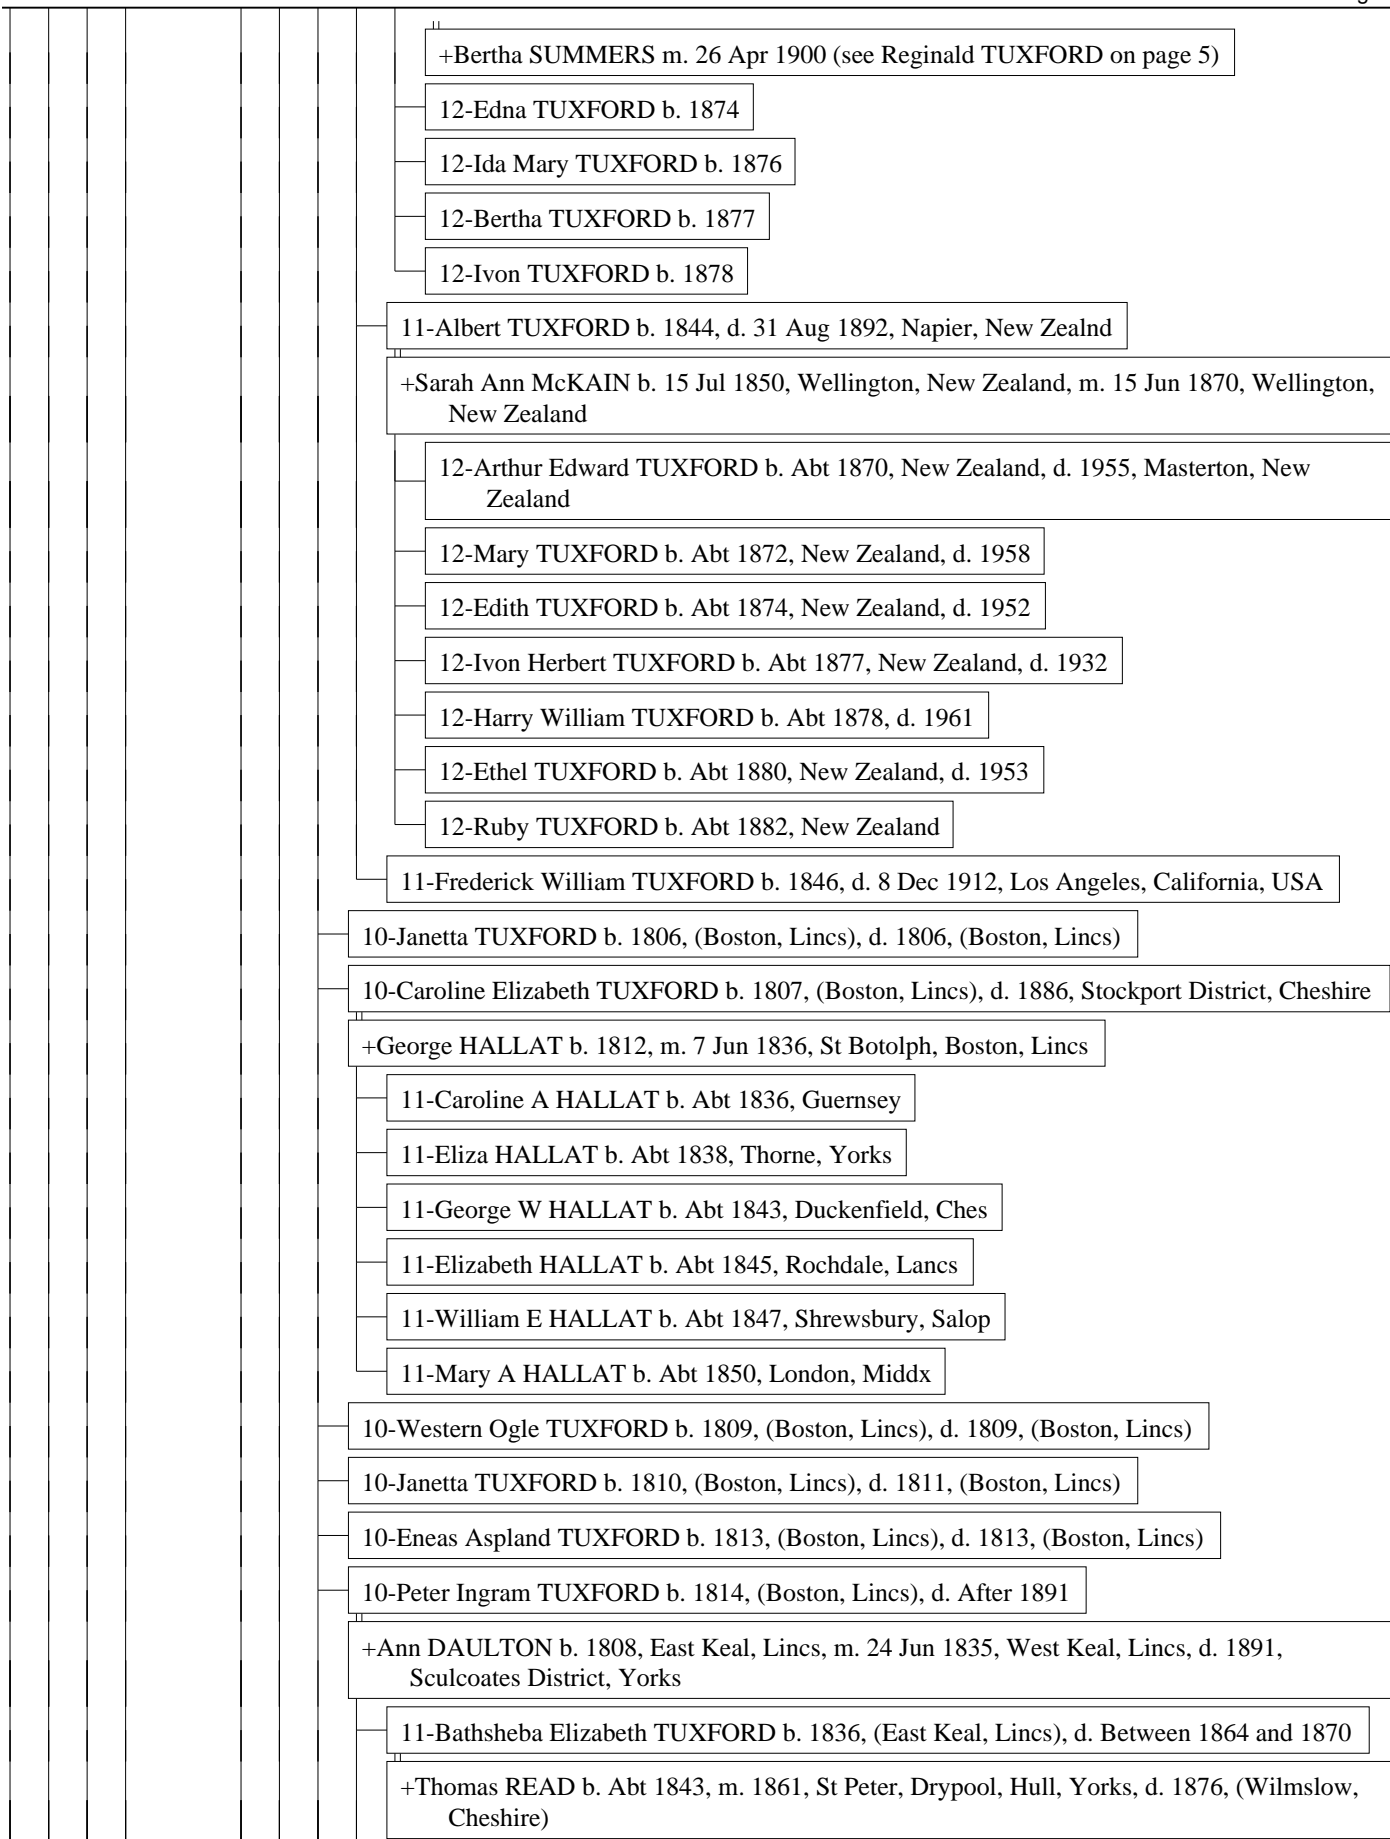 +Bertha SUMMERS m. 26 Apr 1900 (see Reginald TUXFORD on page 5)
12-Edna TUXFORD b. 1874
12-Ida Mary TUXFORD b. 1876
12-Bertha TUXFORD b. 1877
12-Ivon TUXFORD b. 1878
11-Albert TUXFORD b. 1844, d. 31 Aug 1892, Napier, New Zealnd
+Sarah Ann McKAIN b. 15 Jul 1850, Wellington, New Zealand, m. 15 Jun 1870, Wellington,
New Zealand
12-Arthur Edward TUXFORD b. Abt 1870, New Zealand, d. 1955, Masterton, New
Zealand
12-Mary TUXFORD b. Abt 1872, New Zealand, d. 1958
12-Edith TUXFORD b. Abt 1874, New Zealand, d. 1952
12-Ivon Herbert TUXFORD b. Abt 1877, New Zealand, d. 1932
12-Harry William TUXFORD b. Abt 1878, d. 1961
12-Ethel TUXFORD b. Abt 1880, New Zealand, d. 1953
12-Ruby TUXFORD b. Abt 1882, New Zealand
11-Frederick William TUXFORD b. 1846, d. 8 Dec 1912, Los Angeles, California, USA
10-Janetta TUXFORD b. 1806, (Boston, Lincs), d. 1806, (Boston, Lincs)
10-Caroline Elizabeth TUXFORD b. 1807, (Boston, Lincs), d. 1886, Stockport District, Cheshire
+George HALLAT b. 1812, m. 7 Jun 1836, St Botolph, Boston, Lincs
11-Caroline A HALLAT b. Abt 1836, Guernsey
11-Eliza HALLAT b. Abt 1838, Thorne, Yorks
11-George W HALLAT b. Abt 1843, Duckenfield, Ches
11-Elizabeth HALLAT b. Abt 1845, Rochdale, Lancs
11-William E HALLAT b. Abt 1847, Shrewsbury, Salop
11-Mary A HALLAT b. Abt 1850, London, Middx
10-Western Ogle TUXFORD b. 1809, (Boston, Lincs), d. 1809, (Boston, Lincs)
10-Janetta TUXFORD b. 1810, (Boston, Lincs), d. 1811, (Boston, Lincs)
10-Eneas Aspland TUXFORD b. 1813, (Boston, Lincs), d. 1813, (Boston, Lincs)
10-Peter Ingram TUXFORD b. 1814, (Boston, Lincs), d. After 1891
+Ann DAULTON b. 1808, East Keal, Lincs, m. 24 Jun 1835, West Keal, Lincs, d. 1891,
Sculcoates District, Yorks
11-Bathsheba Elizabeth TUXFORD b. 1836, (East Keal, Lincs), d. Between 1864 and 1870
+Thomas READ b. Abt 1843, m. 1861, St Peter, Drypool, Hull, Yorks, d. 1876, (Wilmslow,
Cheshire)